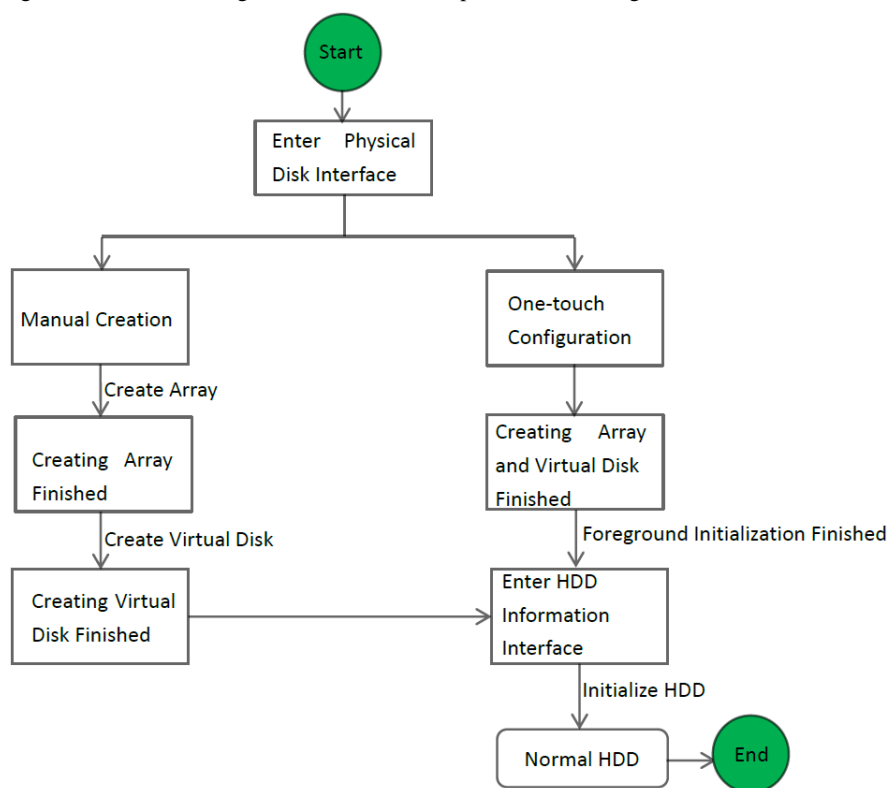 Start
Enter Physical
Disk Interface
Manual Creation
One-touch
Configuration
Create Array
Creating Array
Finished
Creating Array
and Virtual Disk
Finished
Create Virtual Disk
Foreground Initialization Finished
Creating Virtual
Disk Finished
Enter HDD
Information
Interface
Initialize HDD
Normal HDD
End